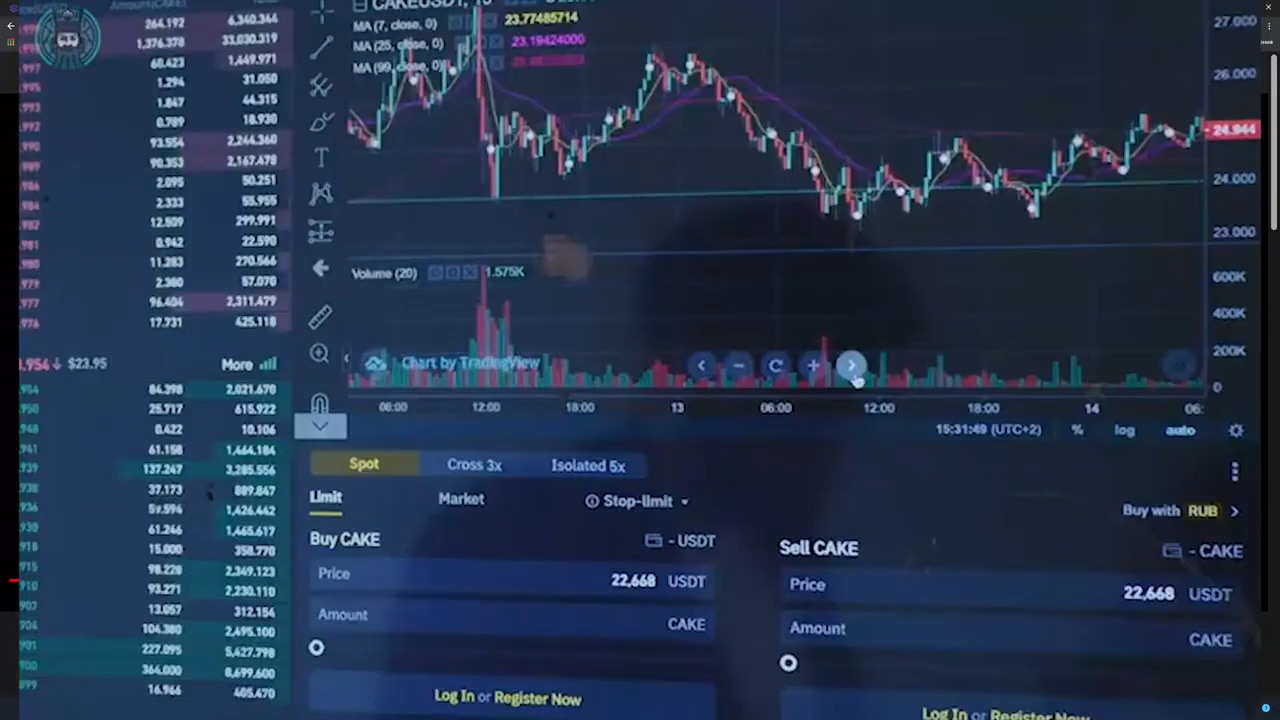 264.192 6,340.344
1,376.378 33,030.319
60.423 1,449.971
1.294 31.050
1.847 44.315
0.789 18.930
93.554 2,244.360
90.353 2,167.478
2.095 50.251
2.333 55.955
12.509 299.991
0.942 22.590
11.283 270.566
2.380 57.070
96.404 2,311.479
17.731 425.118
.954↓ $23.95 More
84.398 2,021.670
25.717 615.922
0.422 10.106
61.158 1,464.184
137.247 3,285.556
37.173 889.847
59.594 1,426.442
61.246 1,465.617
15.000 358.770
98.228 2,349.123
93.271 2,230.110
13.057 312.154
104.380 2,495.100
227.095 5,427.798
364.000 8,699.600
16.966 405.470
CAKEUSDT,
MA (7, close, 0) 23.77485714
MA (25, close, 0) 23.19424000
MA (99, close, 0)
27.000
26.000
24.944
24.000
23.000
Volume (20) 1.575K
600K
400K
200K
0
Chart by TradingView
06:00 12:00 18:00 13 06:00 12:00 18:00 14 06:
15:31:49 (UTC+2) % log auto
Spot Cross 3x Isolated 5x
Limit Market Stop-limit
Buy with RUB
Buy CAKE - USDT
Price 22,668 USDT
Amount CAKE
Log In or Register Now
Sell CAKE - CAKE
Price 22,668 USDT
Amount CAKE
Log In or Register Now